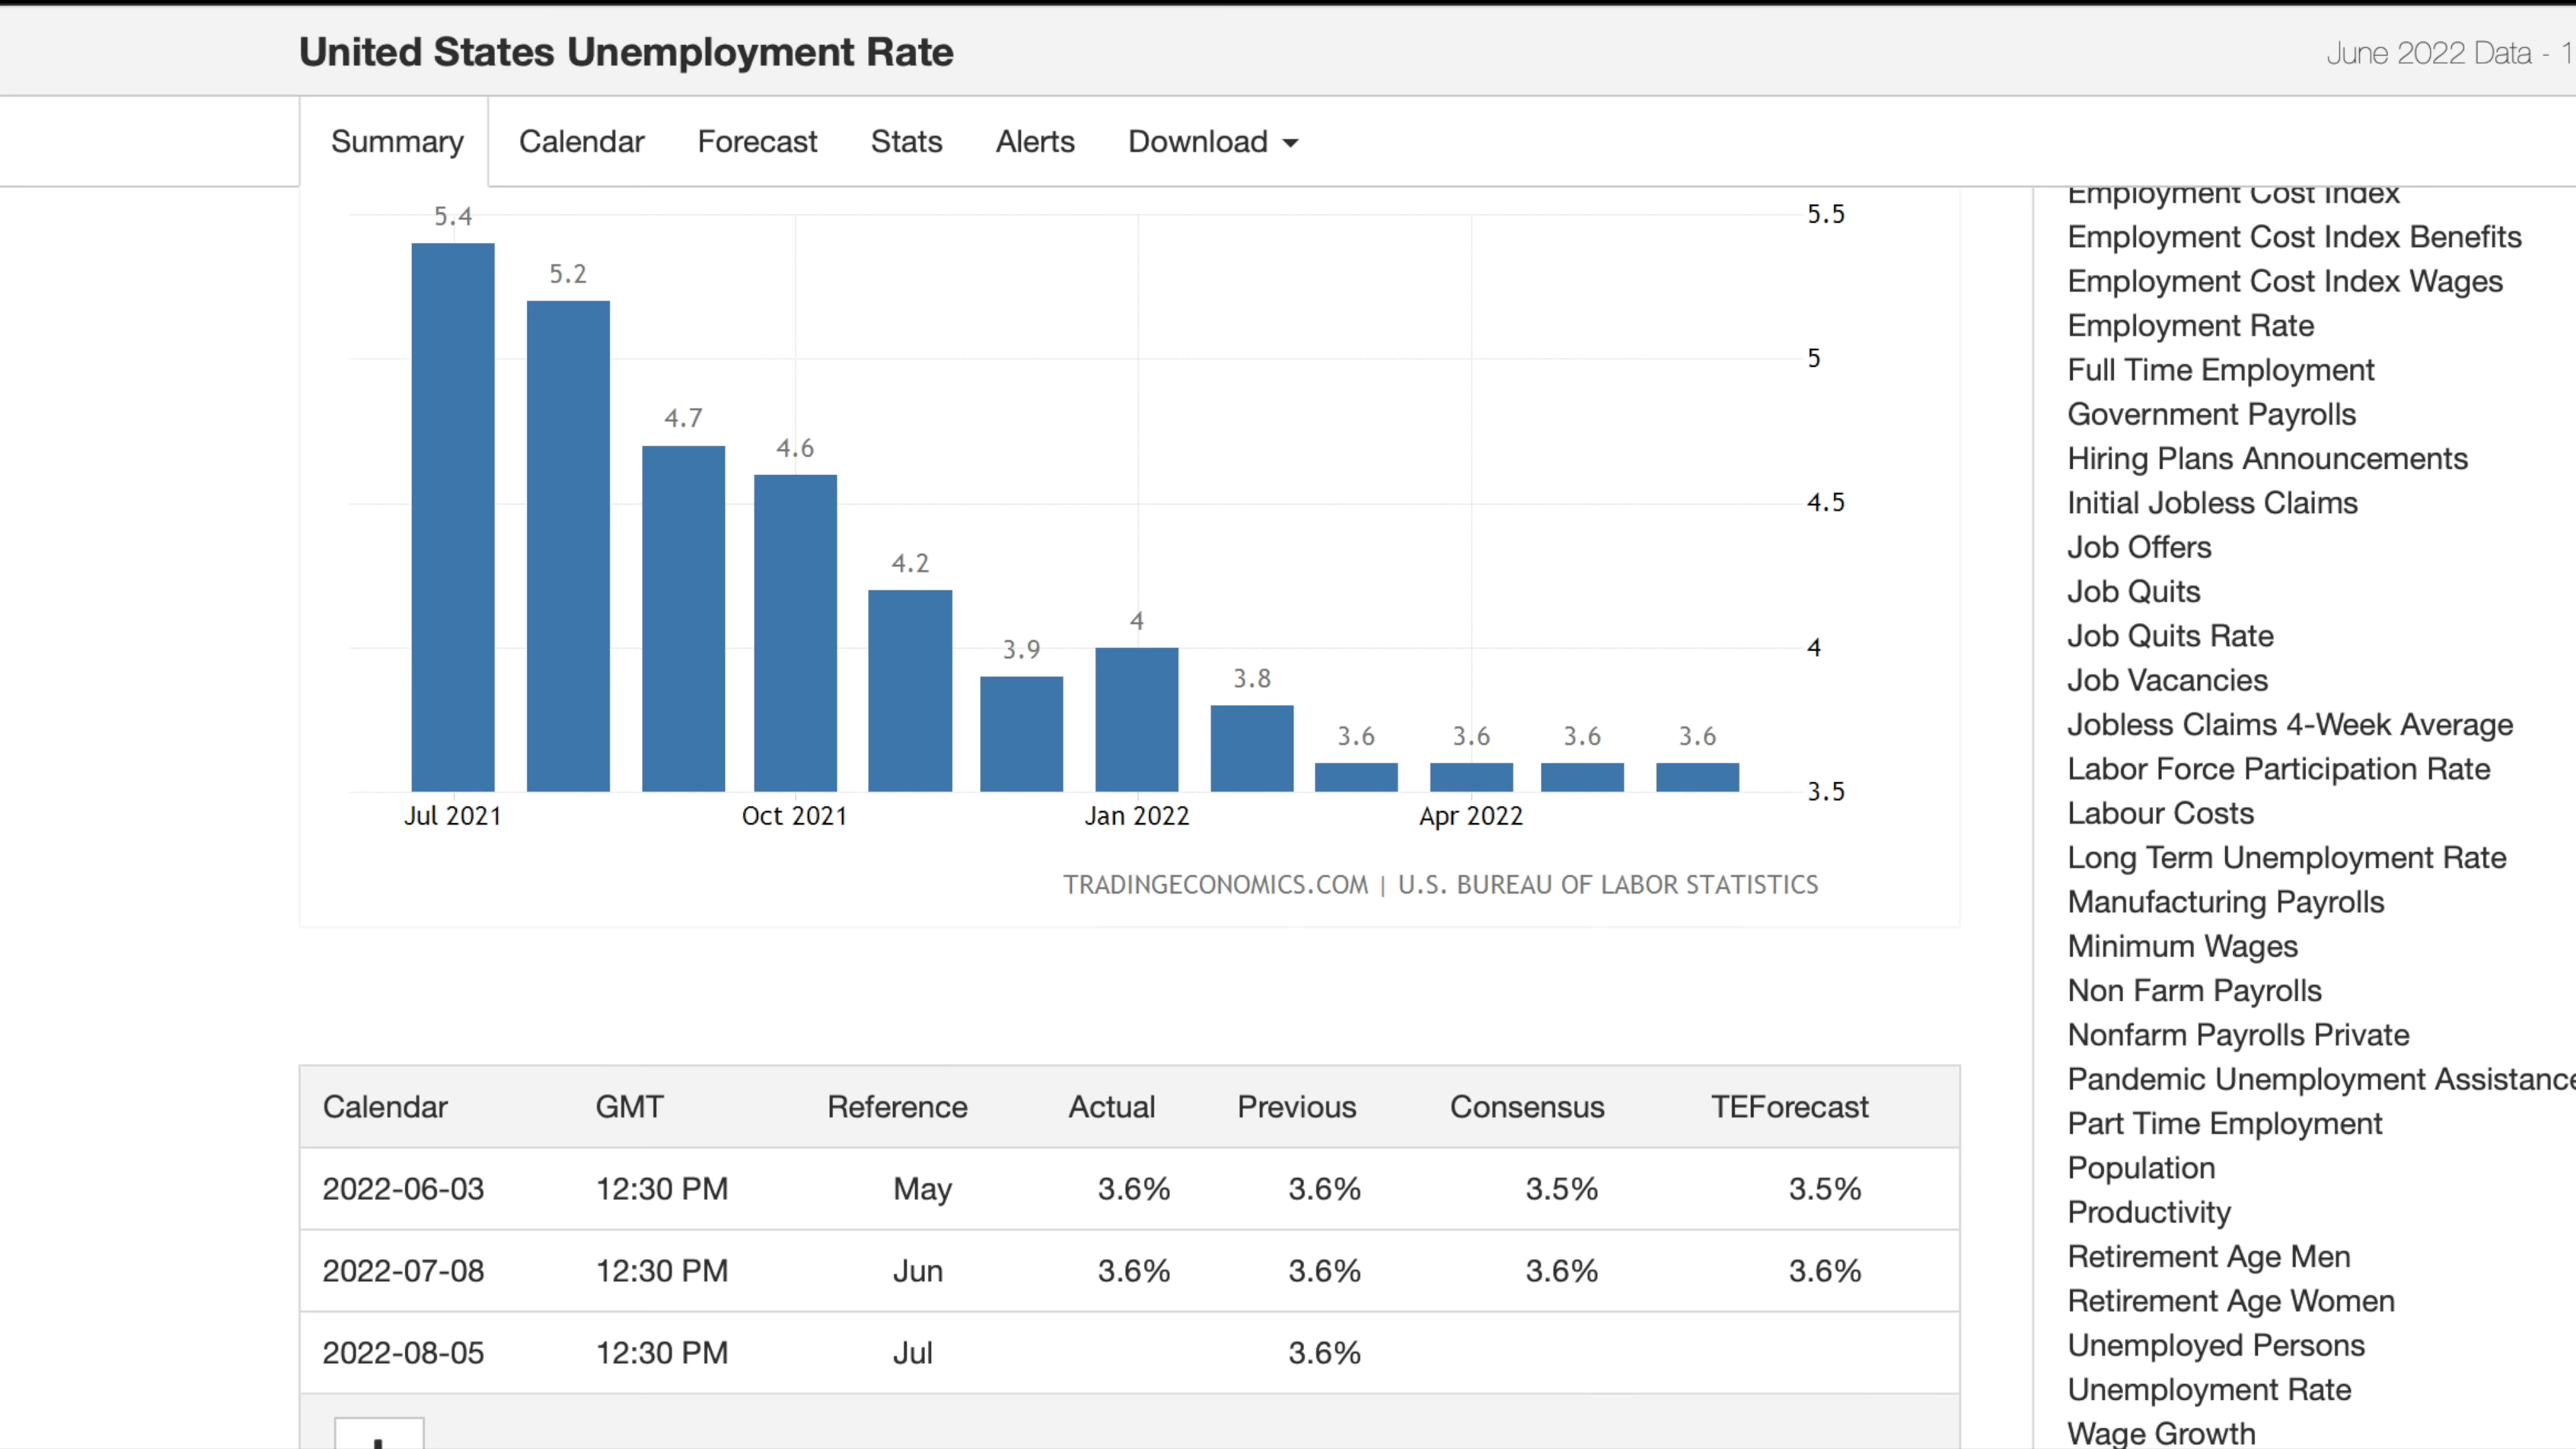 United States Unemployment Rate
June 2022 Data - 1
Summary Calendar Forecast Stats Alerts Download
5.4
5.2
4.7
4.6
4.2
3.9
4
3.8
3.6
3.6
3.6
3.6
5.5
5
4.5
4
3.5
Jul 2021 Oct 2021 Jan 2022 Apr 2022
TRADINGECONOMICS.COM | U.S. BUREAU OF LABOR STATISTICS
Calendar GMT Reference Actual Previous Consensus TEForecast
2022-06-03 12:30 PM May 3.6% 3.6% 3.5% 3.5%
2022-07-08 12:30 PM Jun 3.6% 3.6% 3.6% 3.6%
2022-08-05 12:30 PM Jul 3.6%
Employment Cost Index
Employment Cost Index Benefits
Employment Cost Index Wages
Employment Rate
Full Time Employment
Government Payrolls
Hiring Plans Announcements
Initial Jobless Claims
Job Offers
Job Quits
Job Quits Rate
Job Vacancies
Jobless Claims 4-Week Average
Labor Force Participation Rate
Labour Costs
Long Term Unemployment Rate
Manufacturing Payrolls
Minimum Wages
Non Farm Payrolls
Nonfarm Payrolls Private
Pandemic Unemployment Assistance
Part Time Employment
Population
Productivity
Retirement Age Men
Retirement Age Women
Unemployed Persons
Unemployment Rate
Wage Growth